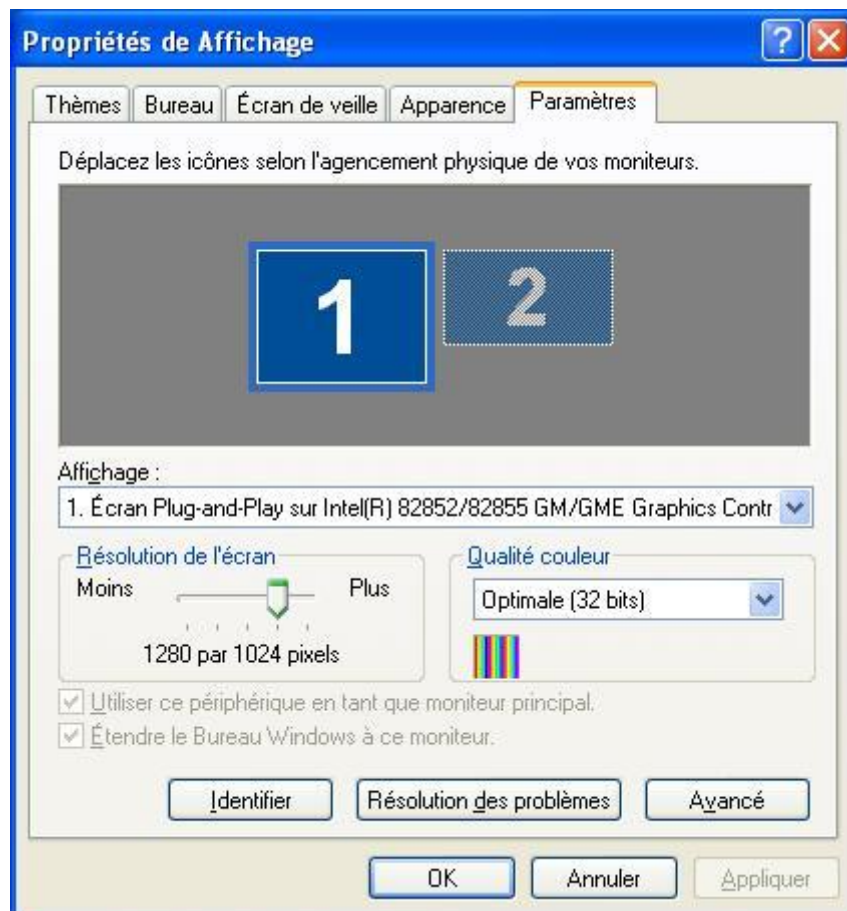 Propriétés de Affichage
Thèmes Bureau Écran de veille Apparence Paramètres
Déplacez les icônes selon l'agencement physique de vos moniteurs.
1 2
Affichage :
1. Écran Plug-and-Play sur Intel(R) 82852/82855 GM/GME Graphics Contr
Résolution de l'écran
Moins Plus
1280 par 1024 pixels
Qualité couleur
Optimale (32 bits)
Utiliser ce périphérique en tant que moniteur principal.
Étendre le Bureau Windows à ce moniteur.
Identifier Résolution des problèmes Avancé
OK Annuler Appliquer